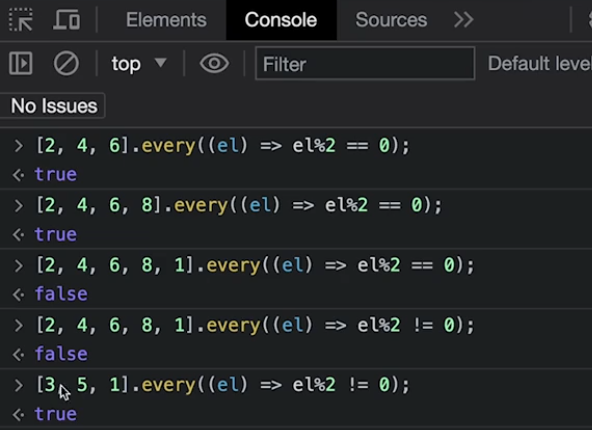 Elements Console Sources
top Filter Default leve
No Issues
> [2, 4, 6].every((el) => el%2 == 0);
true
> [2, 4, 6, 8].every((el) => el%2 == 0);
true
> [2, 4, 6, 8, 1].every((el) => el%2 == 0);
false
> [2, 4, 6, 8, 1].every((el) => el%2 != 0);
false
> [3, 5, 1].every((el) => el%2 != 0);
true